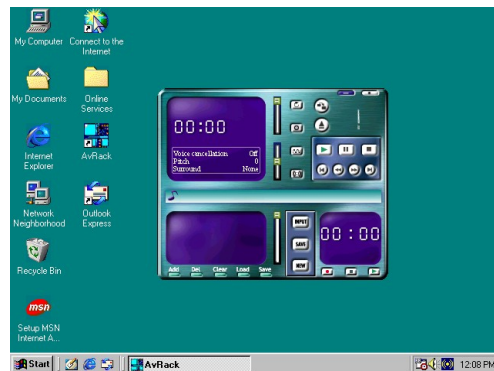 My Computer
Connect to the
Internet
My Documents
Online
Services
Internet
Explorer
AvRack
Network
Neighborhood
Outlook
Express
Recycle Bin
msn
Setup MSN
Internet A...
00:00
Voice cancellation Off
Pitch 0
Surround None
INPUT
SAVE
NEW
00:00
Add Del Clear Load Save
Start
AvRack
12:08 PM